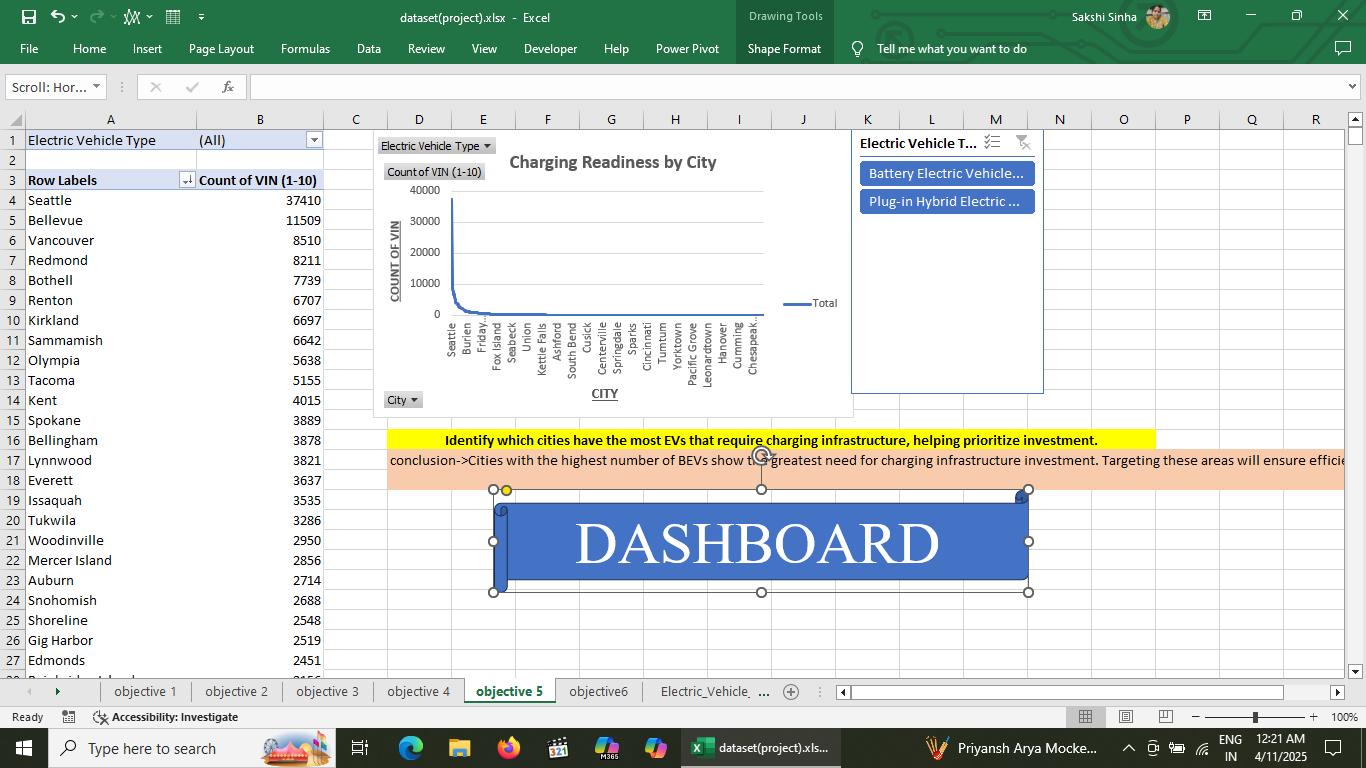 dataset(project).xlsx - Excel
Drawing Tools
Sakshi Sinha
File Home Insert Page Layout Formulas Data Review View Developer Help Power Pivot Shape Format Tell me what you want to do
Scroll: Hor... fx
A B C D E F G H I J K L M N O P Q R
1 Electric Vehicle Type (All)
2
3 Row Labels Count of VIN (1-10)
4 Seattle 37410
5 Bellevue 11509
6 Vancouver 8510
7 Redmond 8211
8 Bothell 7739
9 Renton 6707
10 Kirkland 6697
11 Sammamish 6642
12 Olympia 5638
13 Tacoma 5155
14 Kent 4015
15 Spokane 3889
16 Bellingham 3878
17 Lynnwood 3821
18 Everett 3637
19 Issaquah 3535
20 Tukwila 3286
21 Woodinville 2950
22 Mercer Island 2856
23 Auburn 2714
24 Snohomish 2688
25 Shoreline 2548
26 Gig Harbor 2519
27 Edmonds 2451
Electric Vehicle Type
Charging Readiness by City
Count of VIN (1-10)
COUNT OF VIN
40000
30000
20000
10000
0
Total
Seattle
Burien
Friday...
Fox Island
Seabeck
Union
Kettle Falls
Ashford
South Bend
Cusick
Centerville
Springdale
Sparks
Cincinnati
Tumtum
Yorktown
Pacific Grove
Leonardtown
Hanover
Cumming
Chesapeak...
CITY
City
Electric Vehicle T...
Battery Electric Vehicle...
Plug-in Hybrid Electric ...
Identify which cities have the most EVs that require charging infrastructure, helping prioritize investment.
conclusion->Cities with the highest number of BEVs show the greatest need for charging infrastructure investment. Targeting these areas will ensure efficie
DASHBOARD
objective 1 objective 2 objective 3 objective 4 objective 5 objective6 Electric_Vehicle_ ...
Ready Accessibility: Investigate 100%
Type here to search
321
M365
dataset(project).xls...
Priyansh Arya Mocke...
ENG
IN
12:21 AM
4/11/2025